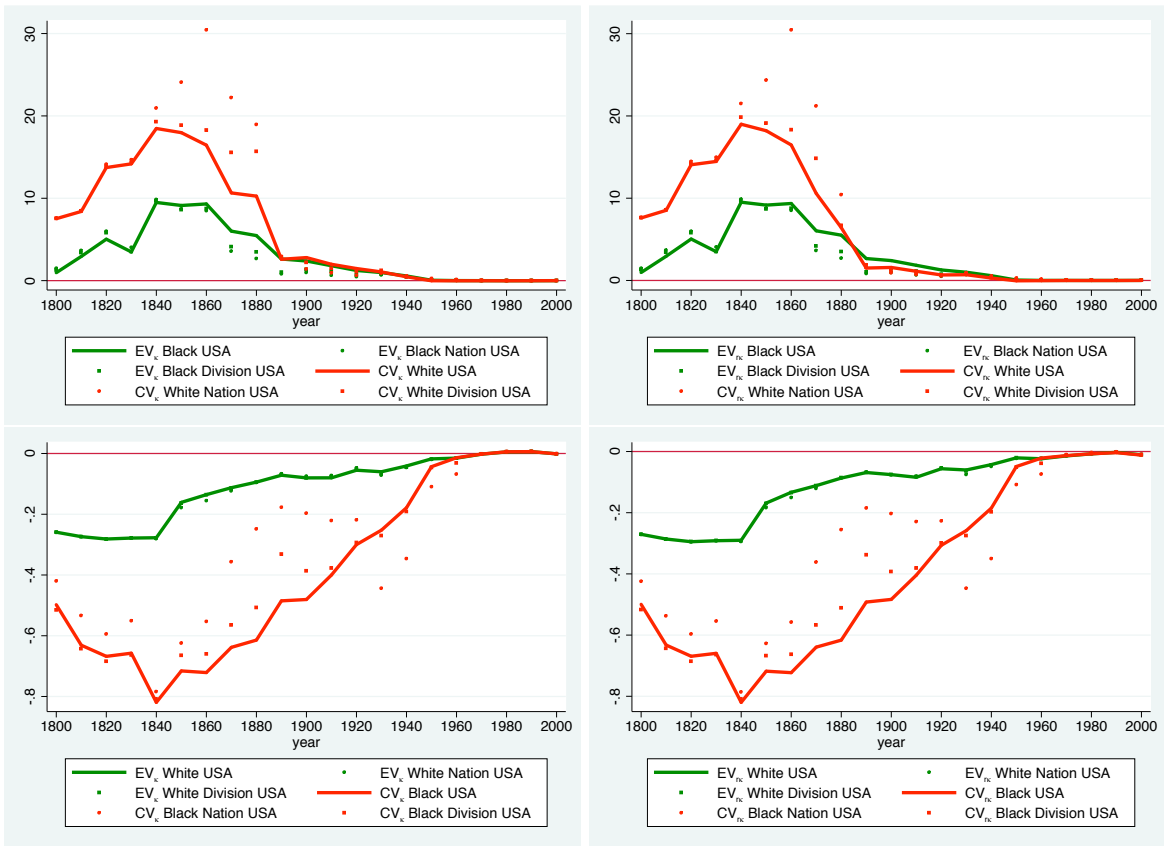 30
20
10
0
1800 1820 1840 1860 1880 1900 1920 1940 1960 1980 2000
year
EVκ Black USA EVκ Black Nation USA
EVκ Black Division USA CVκ White USA
CVκ White Nation USA CVκ White Division USA
30
20
10
0
1800 1820 1840 1860 1880 1900 1920 1940 1960 1980 2000
year
EVrκ Black USA EVrκ Black Nation USA
EVrκ Black Division USA CVrκ White USA
CVrκ White Nation USA CVrκ White Division USA
0
-.2
-.4
-.6
-.8
1800 1820 1840 1860 1880 1900 1920 1940 1960 1980 2000
year
EVκ White USA EVκ White Nation USA
EVκ White Division USA CVκ Black USA
CVκ Black Nation USA CVκ Black Division USA
0
-.2
-.4
-.6
-.8
1800 1820 1840 1860 1880 1900 1920 1940 1960 1980 2000
year
EVrκ White USA EVrκ White Nation USA
EVrκ White Division USA CVrκ Black USA
CVrκ Black Nation USA CVrκ Black Division USA